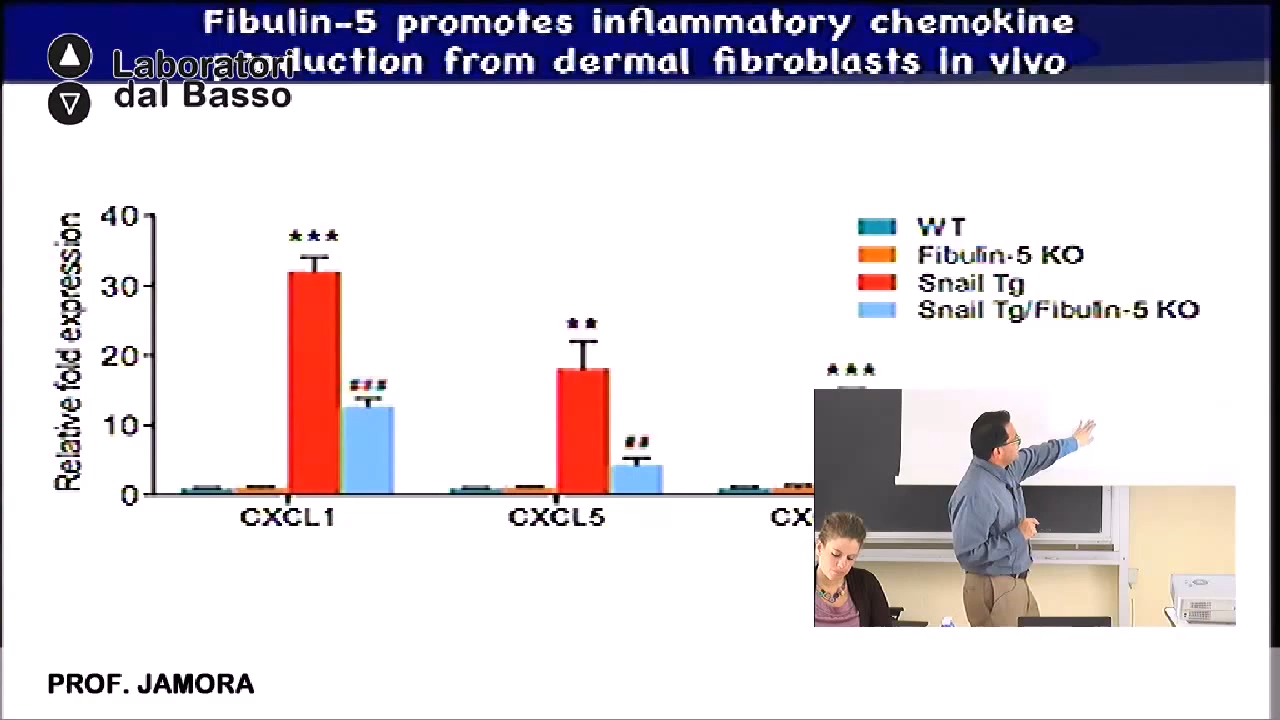 Fibulin-5 promotes inflammatory chemokine
production from dermal fibroblasts in vivo
Laboratori
dal Basso
Relative fold expression
40
30
20
10
0
***
###
**
##
***
WT
Fibulin-5 KO
Snail Tg
Snail Tg/Fibulin-5 KO
CXCL1
CXCL5
CX
PROF. JAMORA